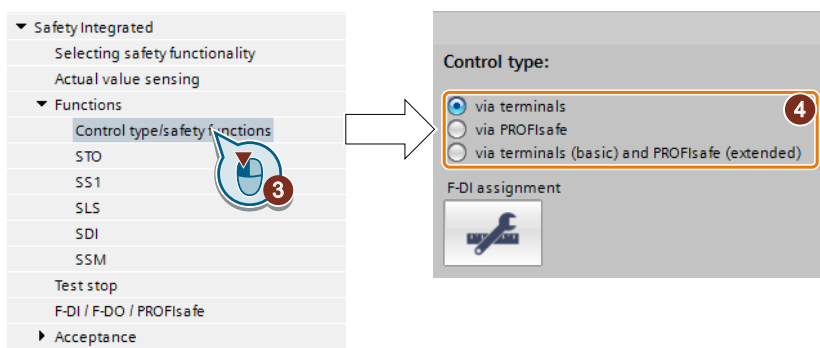 Safety Integrated
Selecting safety functionality
Actual value sensing
Functions
Control type/safety functions
STO
SS1
SLS
SDI
SSM
Test stop
F-DI / F-DO / PROFIsafe
Acceptance
3
Control type:
via terminals
via PROFIsafe
via terminals (basic) and PROFIsafe (extended)
4
F-DI assignment